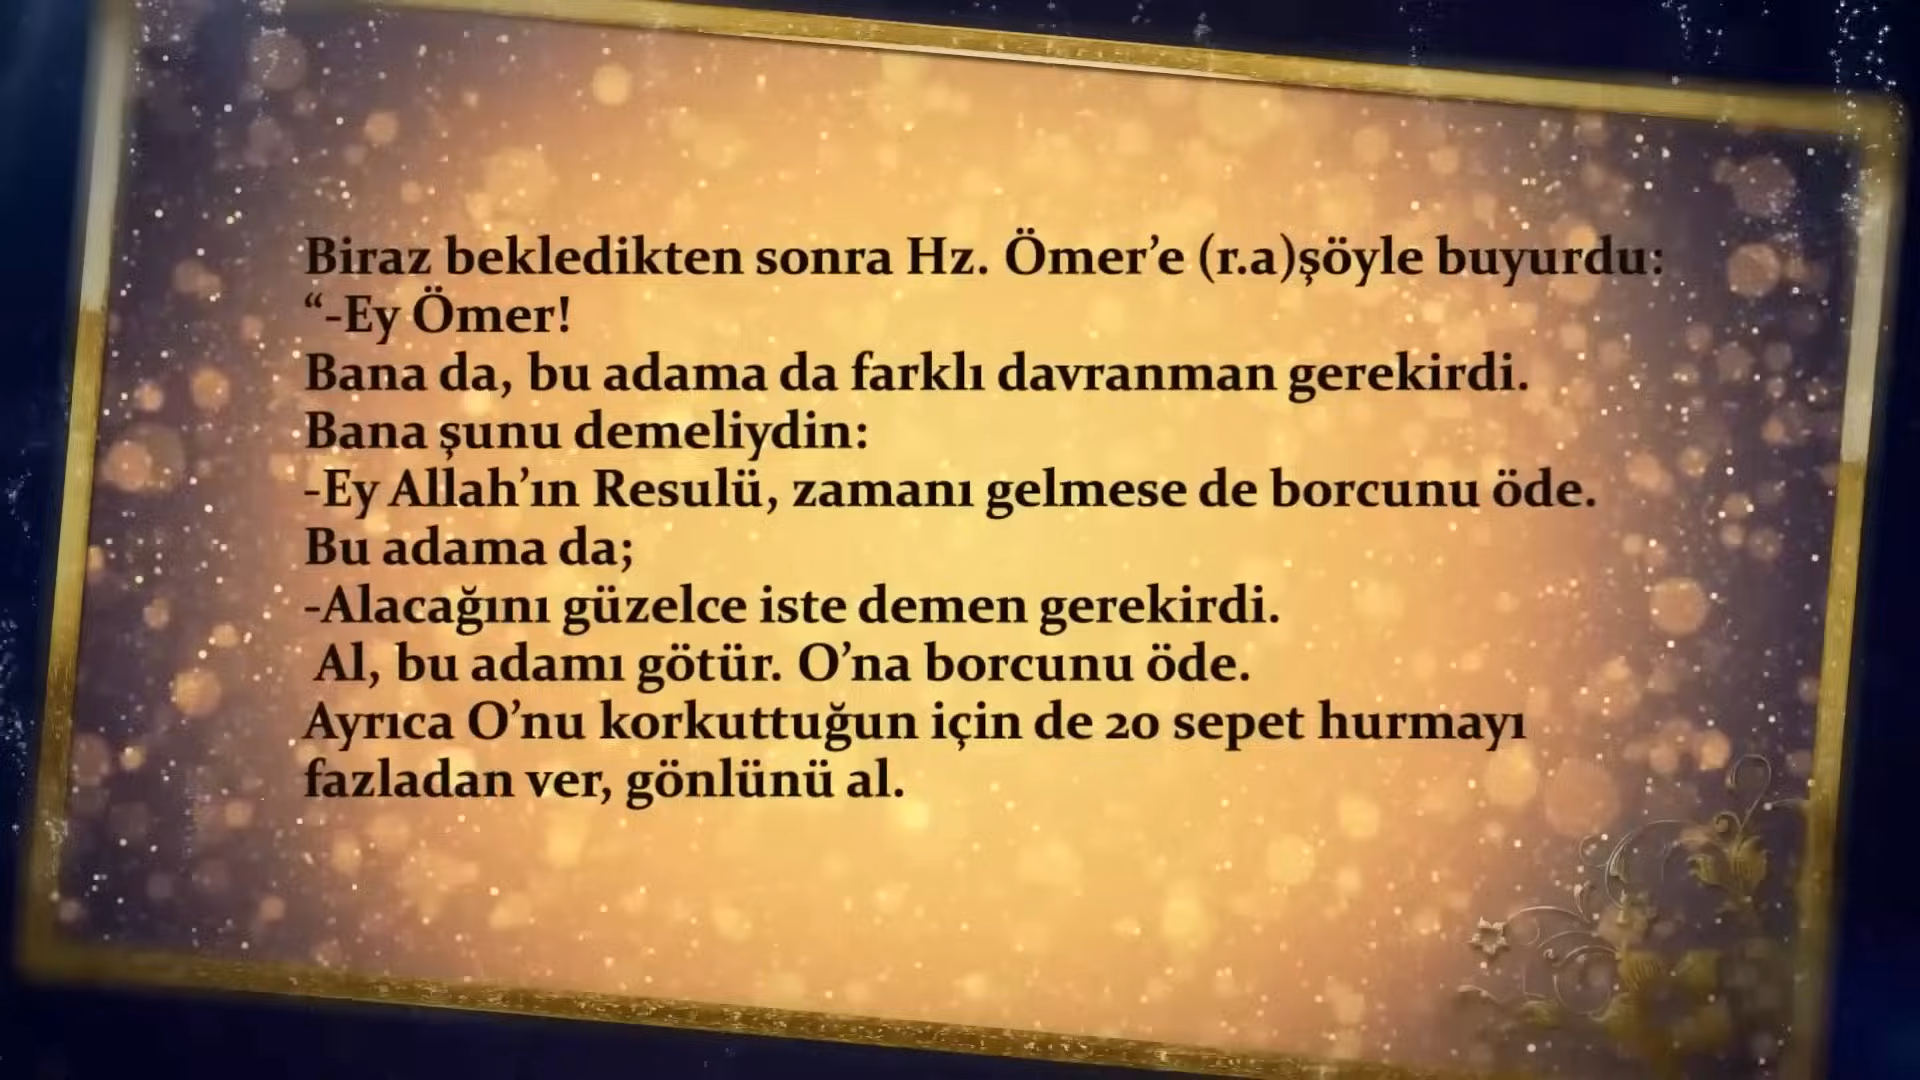 Biraz bekledikten sonra Hz. Ömer’e (r.a)şöyle buyurdu:
“-Ey Ömer!
Bana da, bu adama da farklı davranman gerekirdi.
Bana şunu demeliydin:
-Ey Allah’ın Resulü, zamanı gelmese de borcunu öde.
Bu adama da;
-Alacağını güzelce iste demen gerekirdi.
Al, bu adamı götür. O’na borcunu öde.
Ayrıca O’nu korkuttuğun için de 20 sepet hurmayı
fazladan ver, gönlünü al.